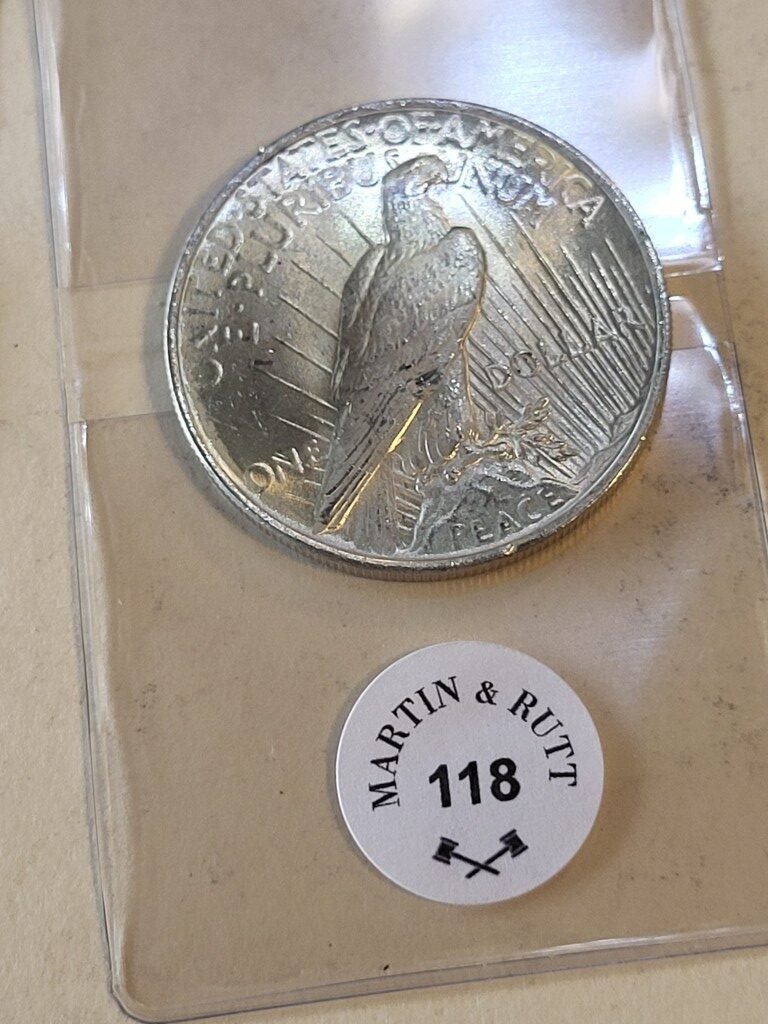 UNITED·STATES·OF·AMERICA
E·PLURIBUS UNUM
ONE DOLLAR
PEACE
MARTIN & RUTT
118